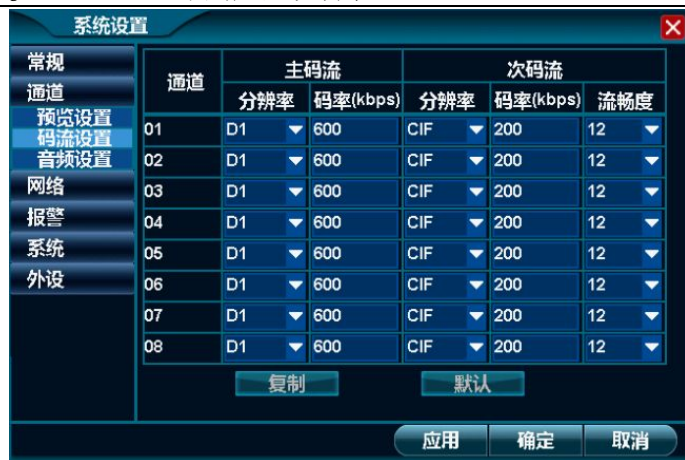 系统设置
常规
通道
预览设置
码流设置
音频设置
网络
报警
系统
外设
通道 主码流 次码流
分辨率 码率(kbps) 分辨率 码率(kbps) 流畅度
01 D1 600 CIF 200 12
02 D1 600 CIF 200 12
03 D1 600 CIF 200 12
04 D1 600 CIF 200 12
05 D1 600 CIF 200 12
06 D1 600 CIF 200 12
07 D1 600 CIF 200 12
08 D1 600 CIF 200 12
复制 默认
应用 确定 取消